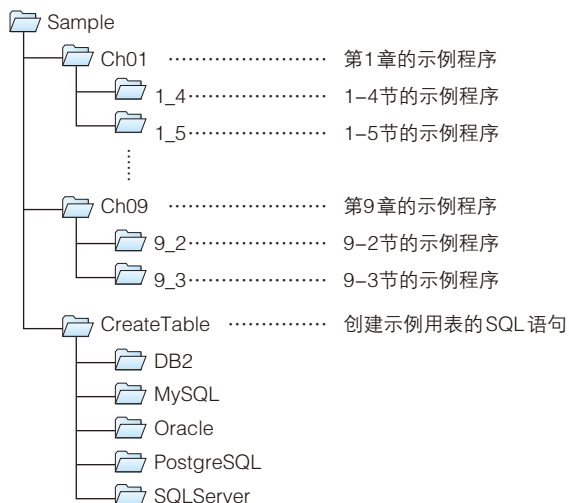 Sample
Ch01 ⋯⋯⋯⋯⋯⋯⋯⋯ 第1章的示例程序
1_4⋯⋯⋯⋯⋯⋯⋯ 1–4节的示例程序
1_5⋯⋯⋯⋯⋯⋯⋯ 1–5节的示例程序
Ch09 ⋯⋯⋯⋯⋯⋯⋯⋯ 第9章的示例程序
9_2⋯⋯⋯⋯⋯⋯⋯ 9–2节的示例程序
9_3⋯⋯⋯⋯⋯⋯⋯ 9–3节的示例程序
CreateTable ⋯⋯⋯⋯⋯ 创建示例用表的SQL语句
DB2
MySQL
Oracle
PostgreSQL
SQLServer